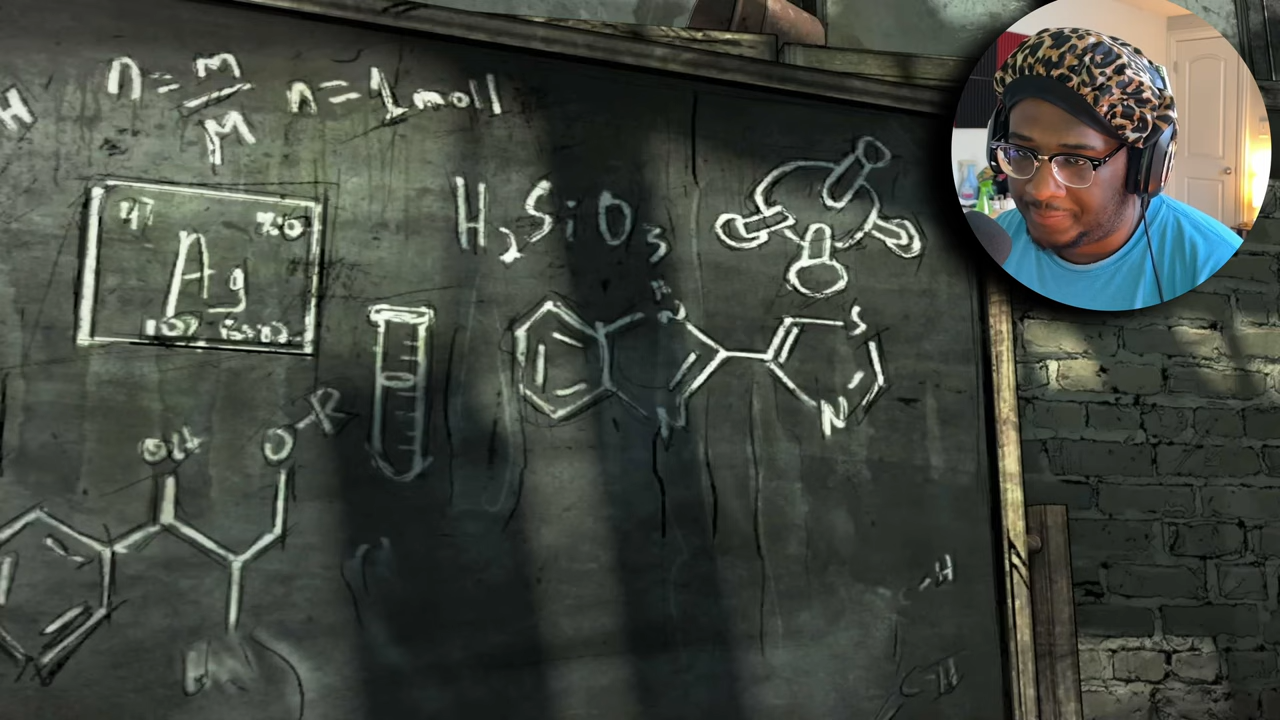 H
n = m/M n = 1 moll
47
Ag
107
H₂SiO₃
H
N
S
N
N
OH
O-R
-H
C-H